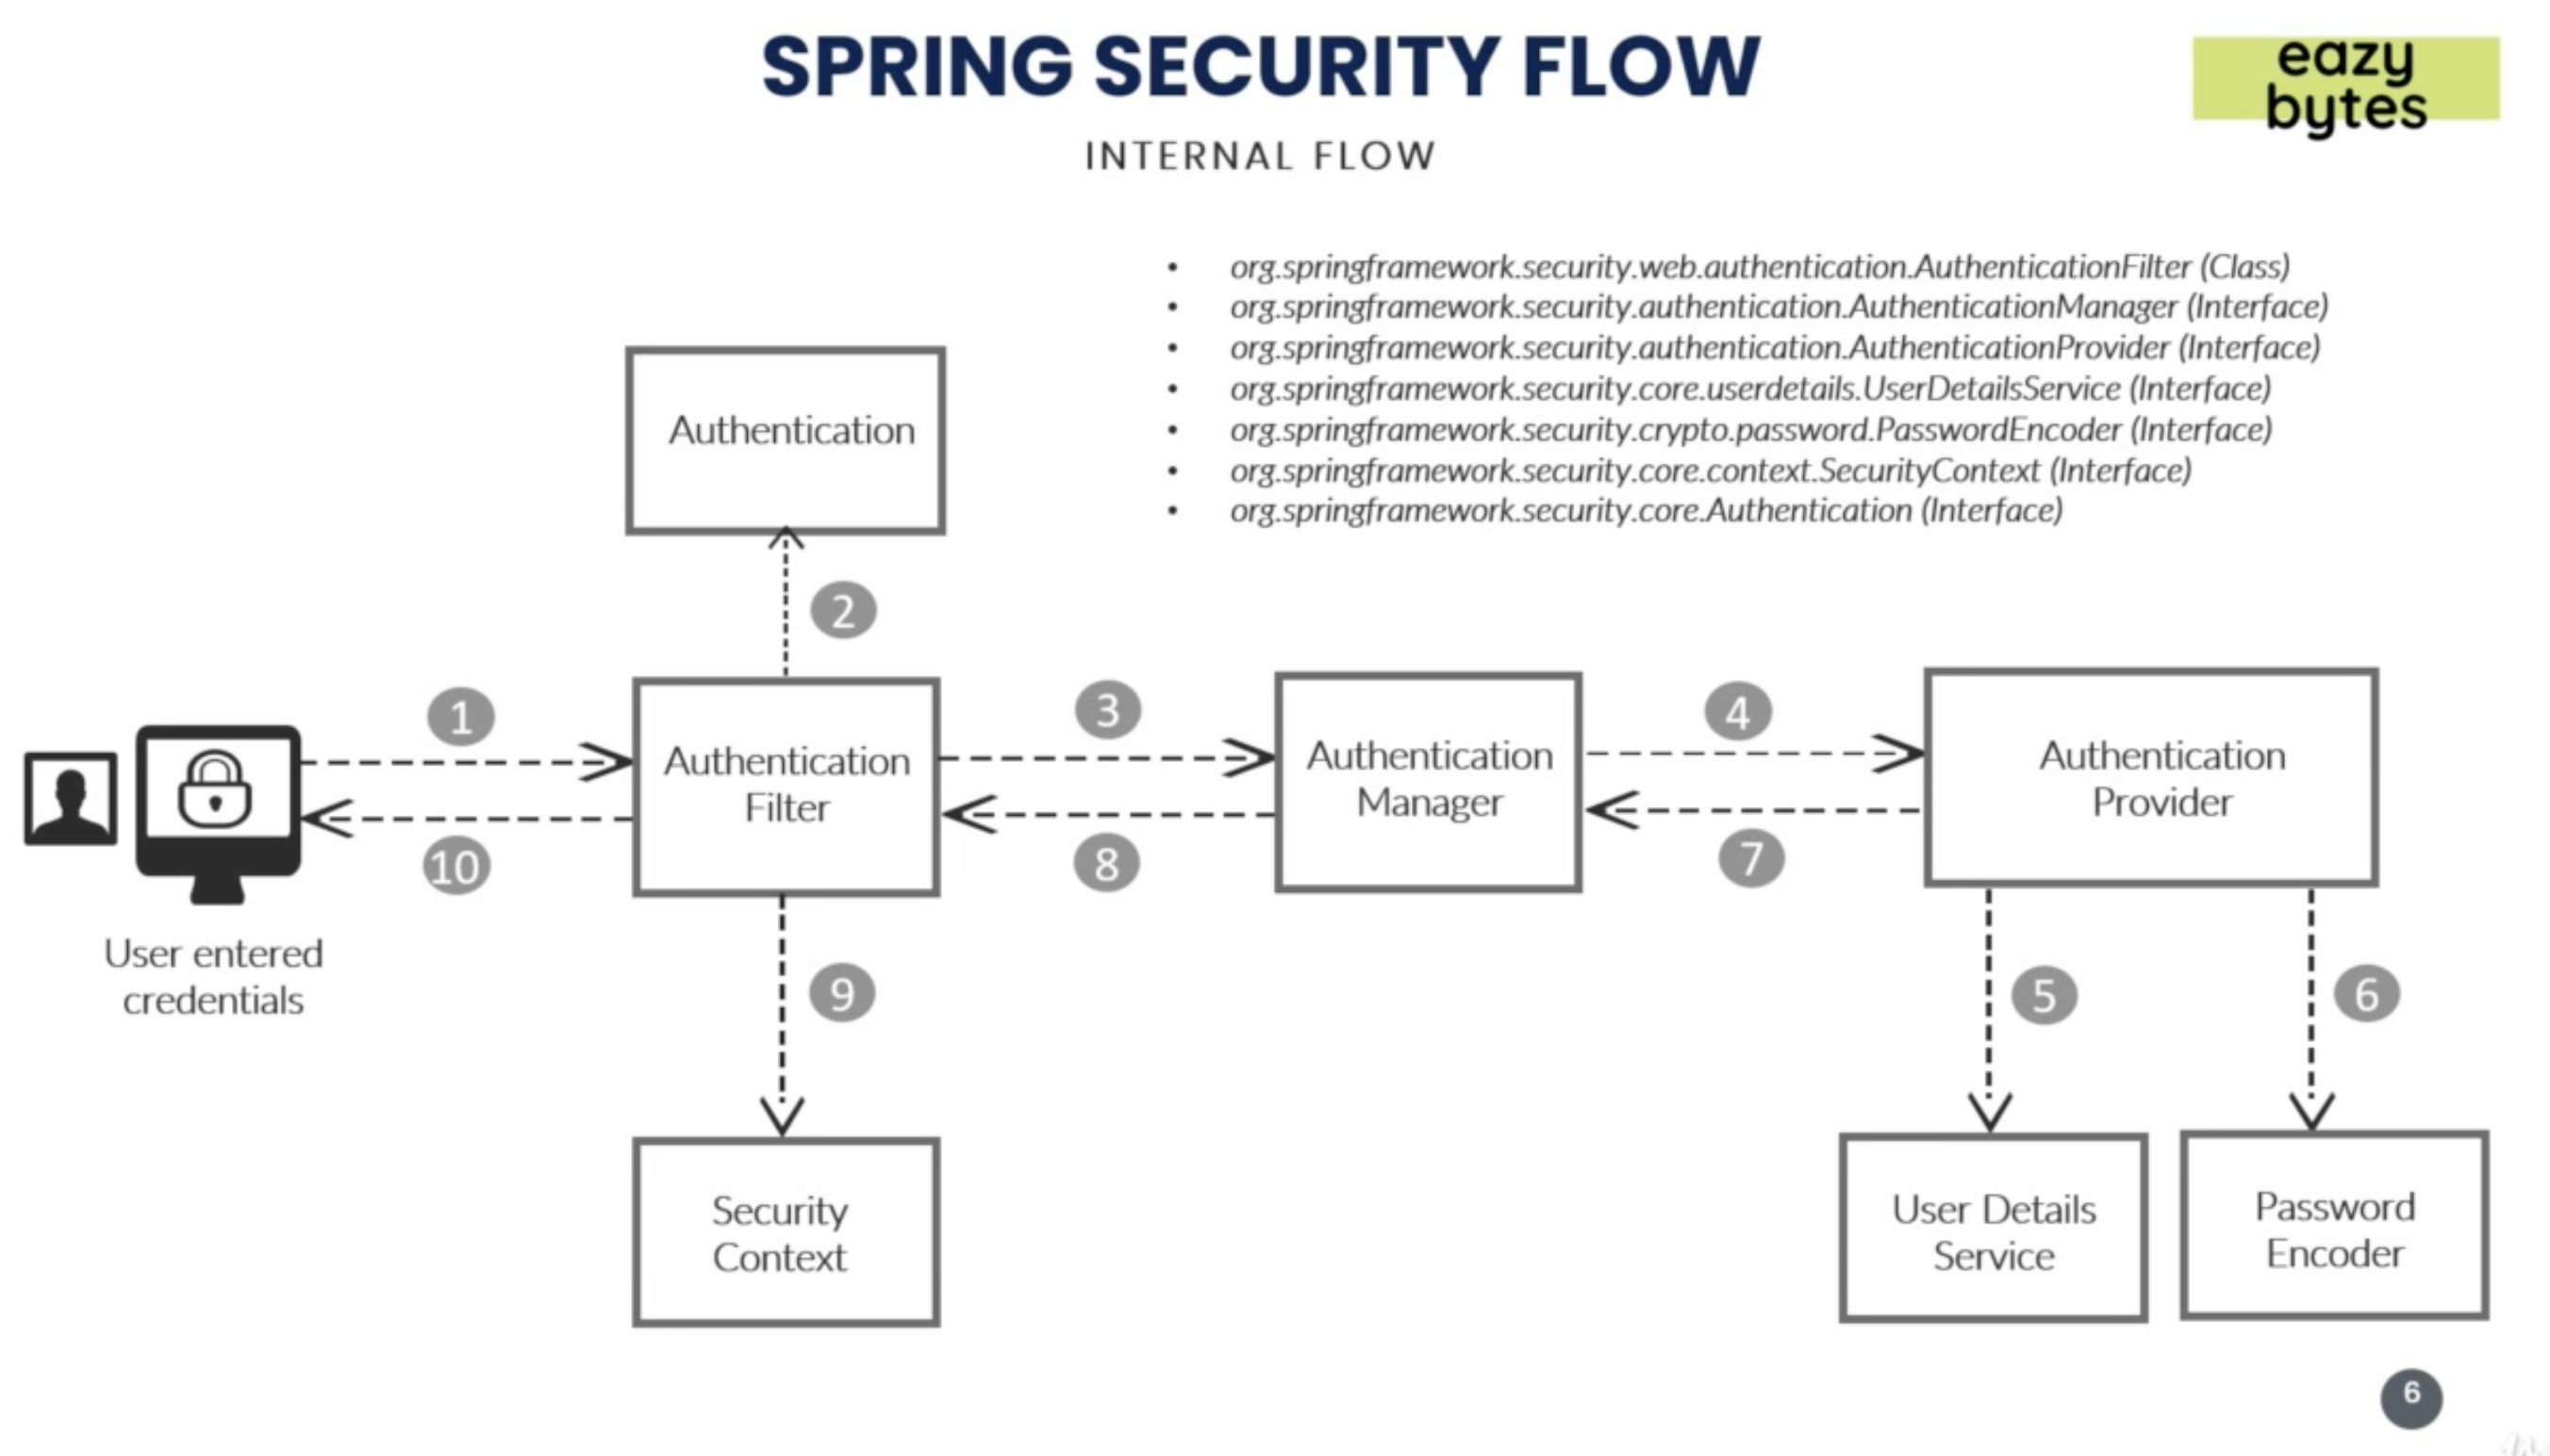 SPRING SECURITY FLOW
eazy
bytes
INTERNAL FLOW
• org.springframework.security.web.authentication.AuthenticationFilter (Class)
• org.springframework.security.authentication.AuthenticationManager (Interface)
• org.springframework.security.authentication.AuthenticationProvider (Interface)
• org.springframework.security.core.userdetails.UserDetailsService (Interface)
• org.springframework.security.crypto.password.PasswordEncoder (Interface)
• org.springframework.security.core.context.SecurityContext (Interface)
• org.springframework.security.core.Authentication (Interface)
Authentication
2
1
3
4
Authentication
Filter
Authentication
Manager
Authentication
Provider
10
8
7
User entered
credentials
9
5
6
Security
Context
User Details
Service
Password
Encoder
6